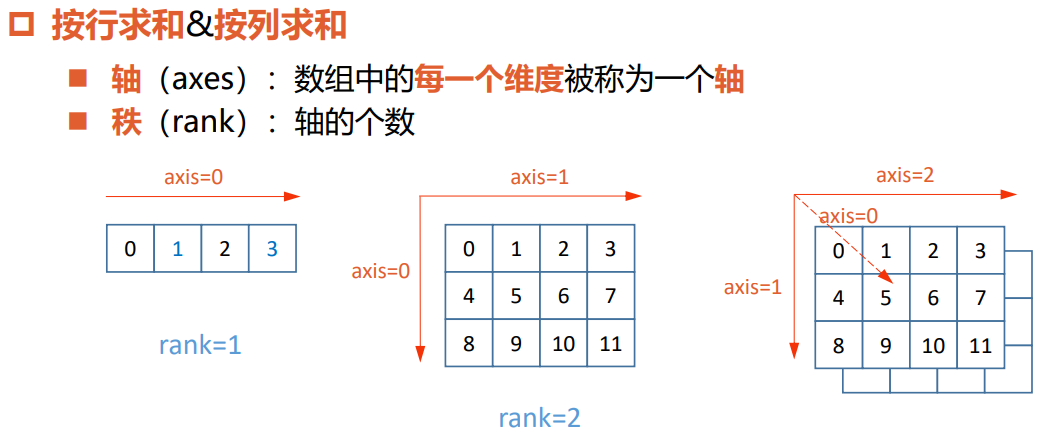 按行求和&按列求和
轴（axes）：数组中的每一个维度被称为一个轴
秩（rank）：轴的个数
axis=0
0 1 2 3
rank=1
axis=1
axis=0
0 1 2 3
4 5 6 7
8 9 10 11
rank=2
axis=2
axis=0
axis=1
0 1 2 3
4 5 6 7
8 9 10 11